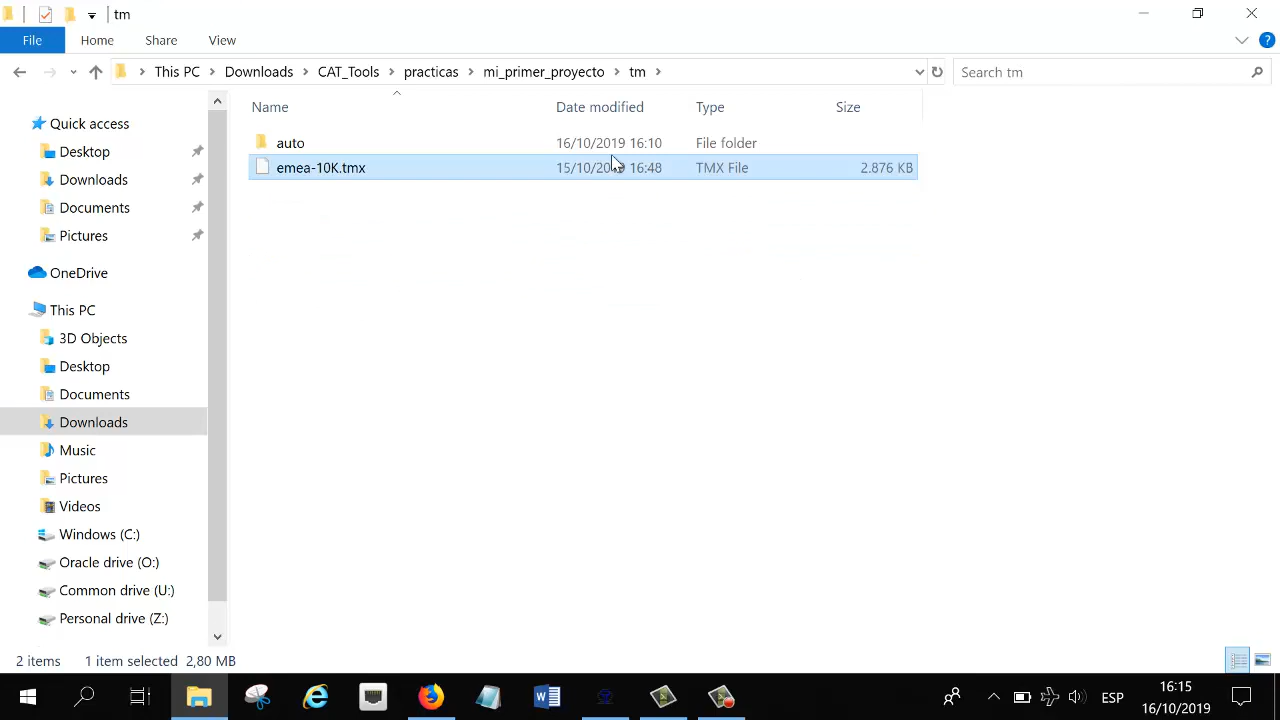 tm
File Home Share View
This PC Downloads CAT_Tools practicas mi_primer_proyecto tm
Search tm
Name Date modified Type Size
auto 16/10/2019 16:10 File folder
emea-10K.tmx 15/10/2019 16:48 TMX File 2.876 KB
Quick access
Desktop
Downloads
Documents
Pictures
OneDrive
This PC
3D Objects
Desktop
Documents
Downloads
Music
Pictures
Videos
Windows (C:)
Oracle drive (O:)
Common drive (U:)
Personal drive (Z:)
2 items 1 item selected 2,80 MB
ESP
16:15
16/10/2019